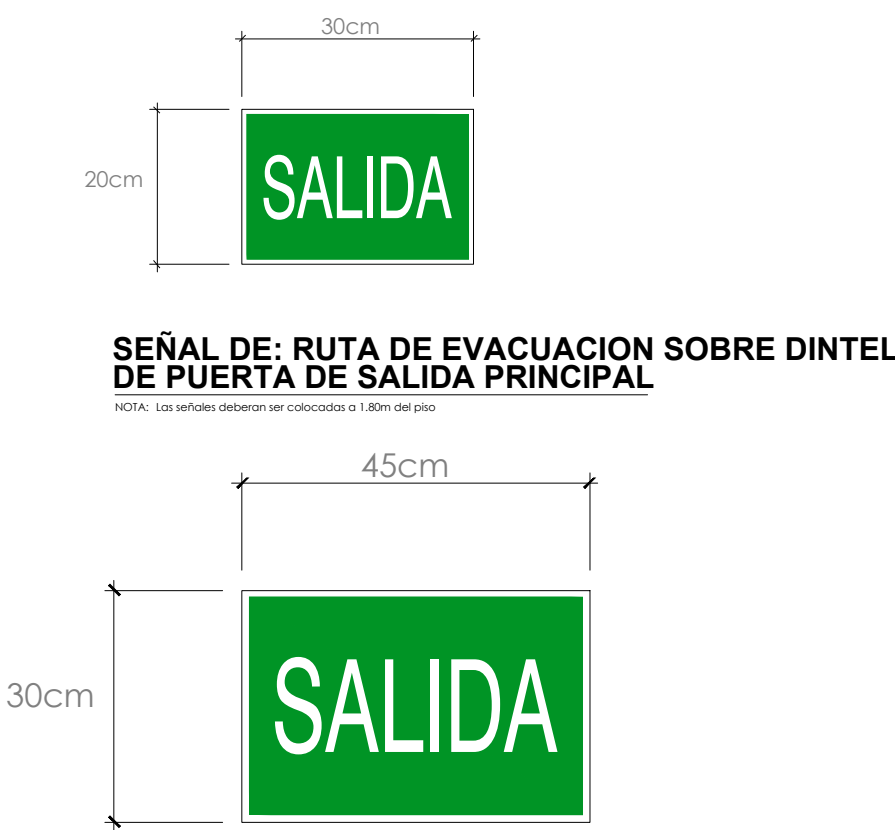 30cm
20cm
SALIDA
SEÑAL DE: RUTA DE EVACUACION SOBRE DINTEL
DE PUERTA DE SALIDA PRINCIPAL
NOTA: Las señales deberan ser colocadas a 1.80m del piso
45cm
30cm
SALIDA